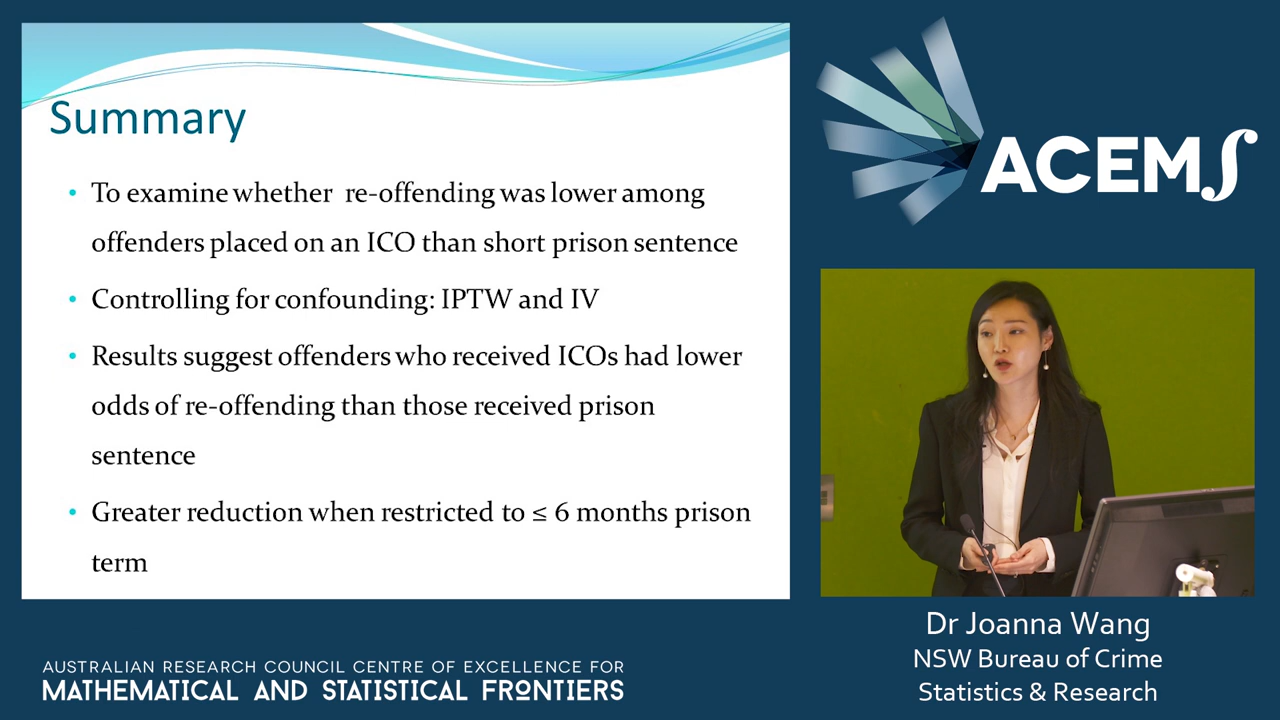 Summary
• To examine whether re-offending was lower among
offenders placed on an ICO than short prison sentence
• Controlling for confounding: IPTW and IV
• Results suggest offenders who received ICOs had lower
odds of re-offending than those received prison
sentence
• Greater reduction when restricted to ≤ 6 months prison
term
ACEMS
Dr Joanna Wang
NSW Bureau of Crime
Statistics & Research
AUSTRALIAN RESEARCH COUNCIL CENTRE OF EXCELLENCE FOR
MATHEMATICAL AND STATISTICAL FRONTIERS